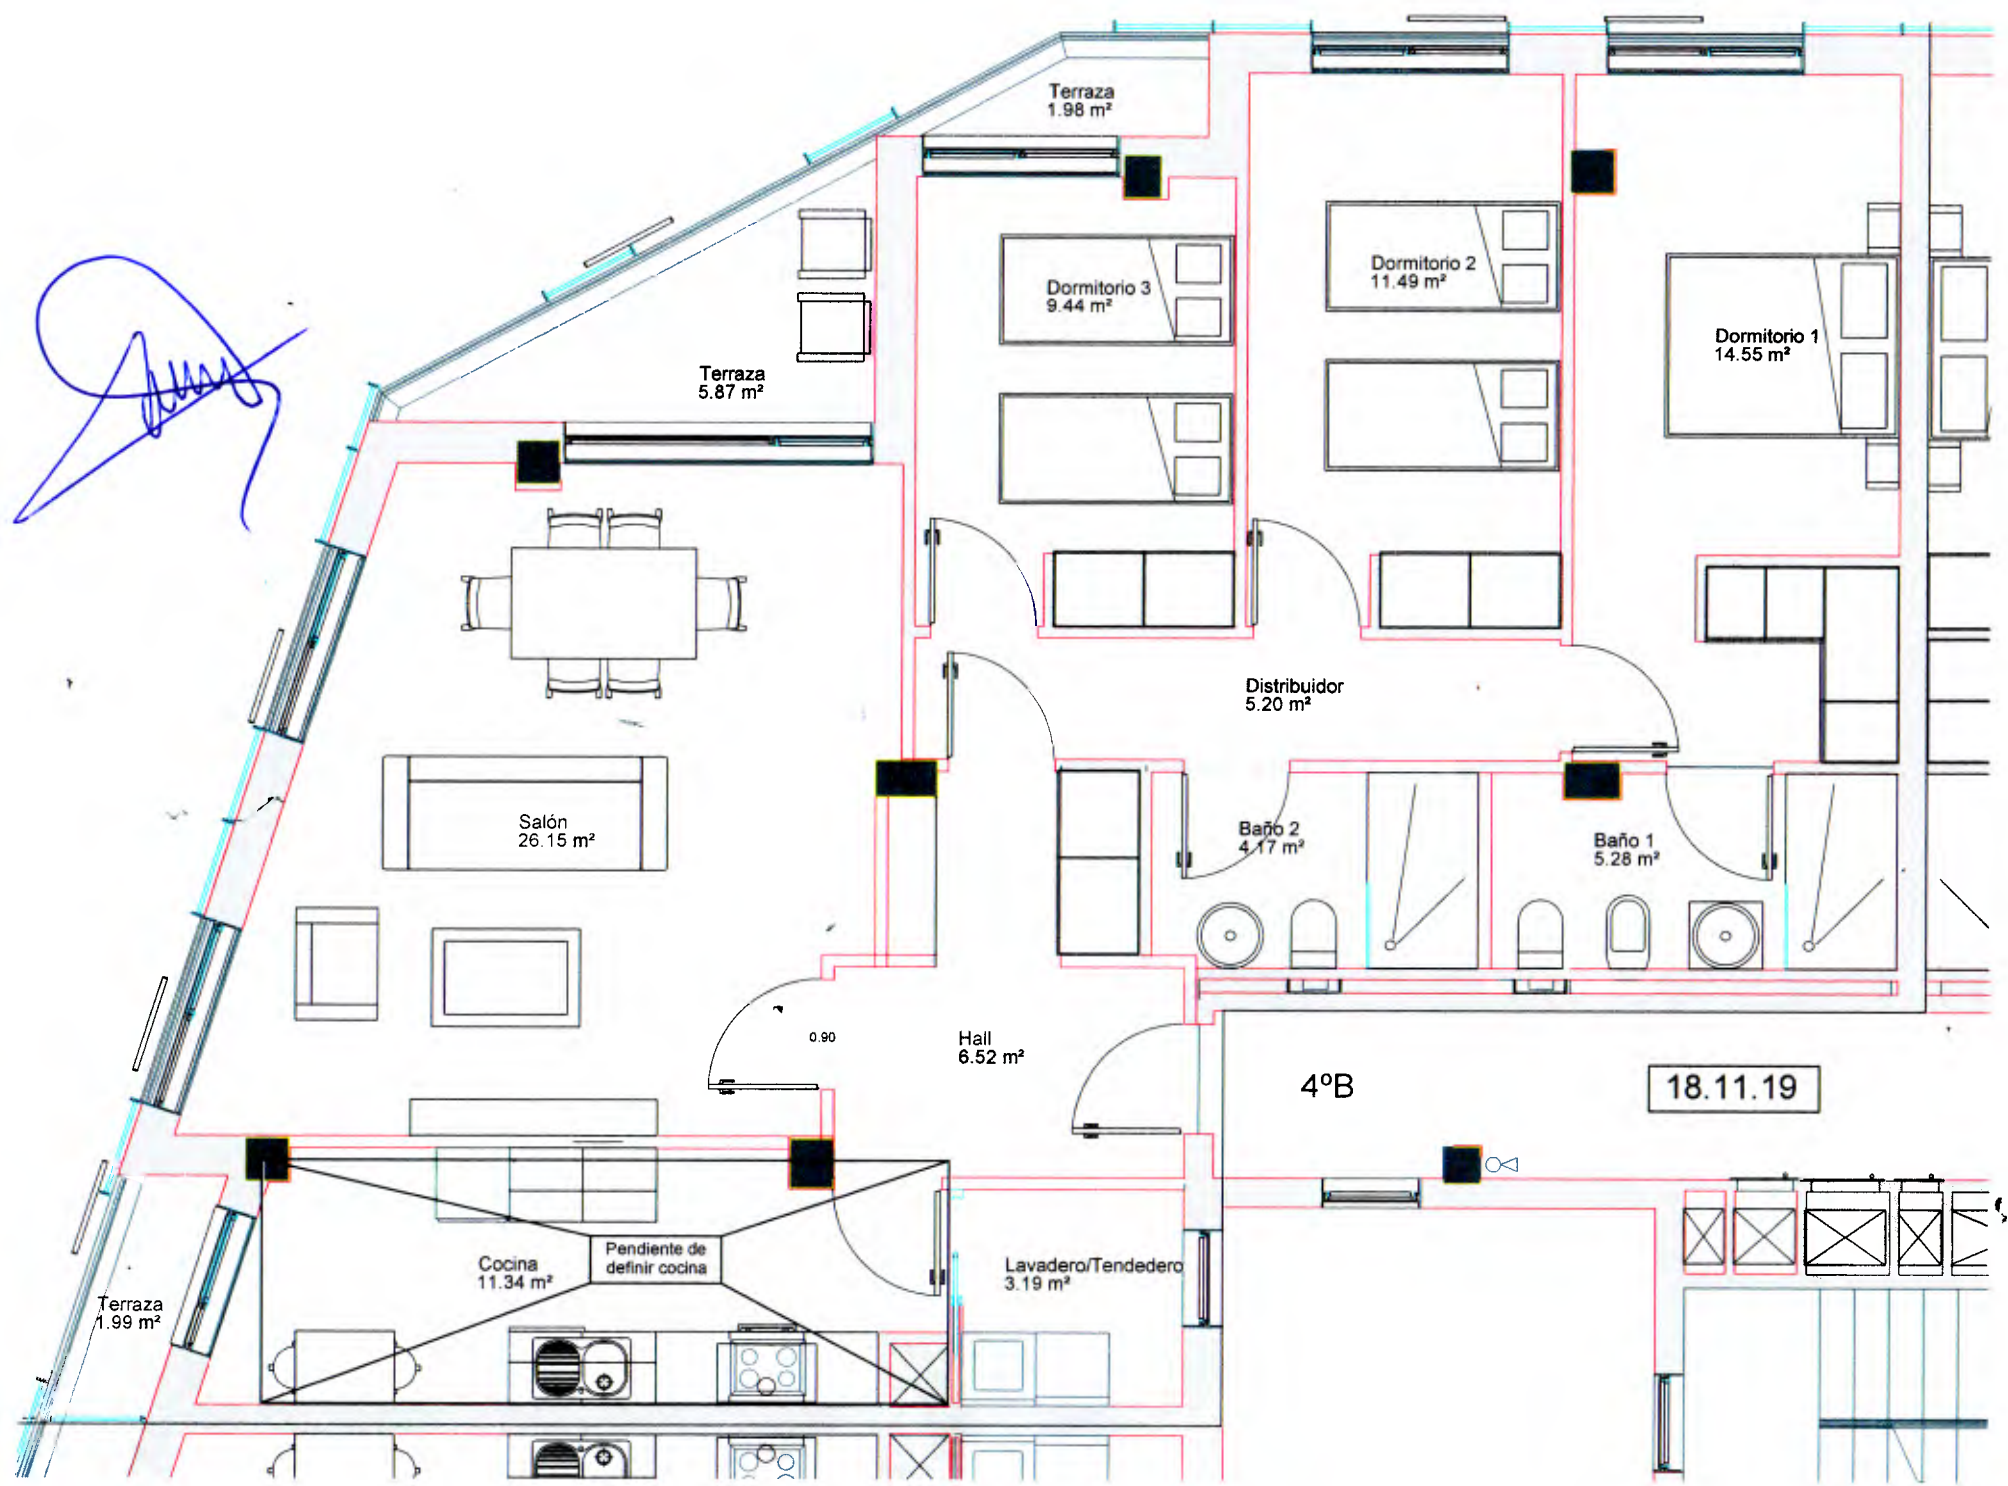 Terraza
1.98 m²
Dormitorio 3
9.44 m²
Dormitorio 2
11.49 m²
Dormitorio 1
14.55 m²
Terraza
5.87 m²
Distribuidor
5.20 m²
Salón
26.15 m²
Baño 2
4.17 m²
Baño 1
5.28 m²
0.90
Hall
6.52 m²
4ºB
18.11.19
Cocina
11.34 m²
Pendiente de
definir cocina
Lavadero/Tendedero
3.19 m²
Terraza
1.99 m²